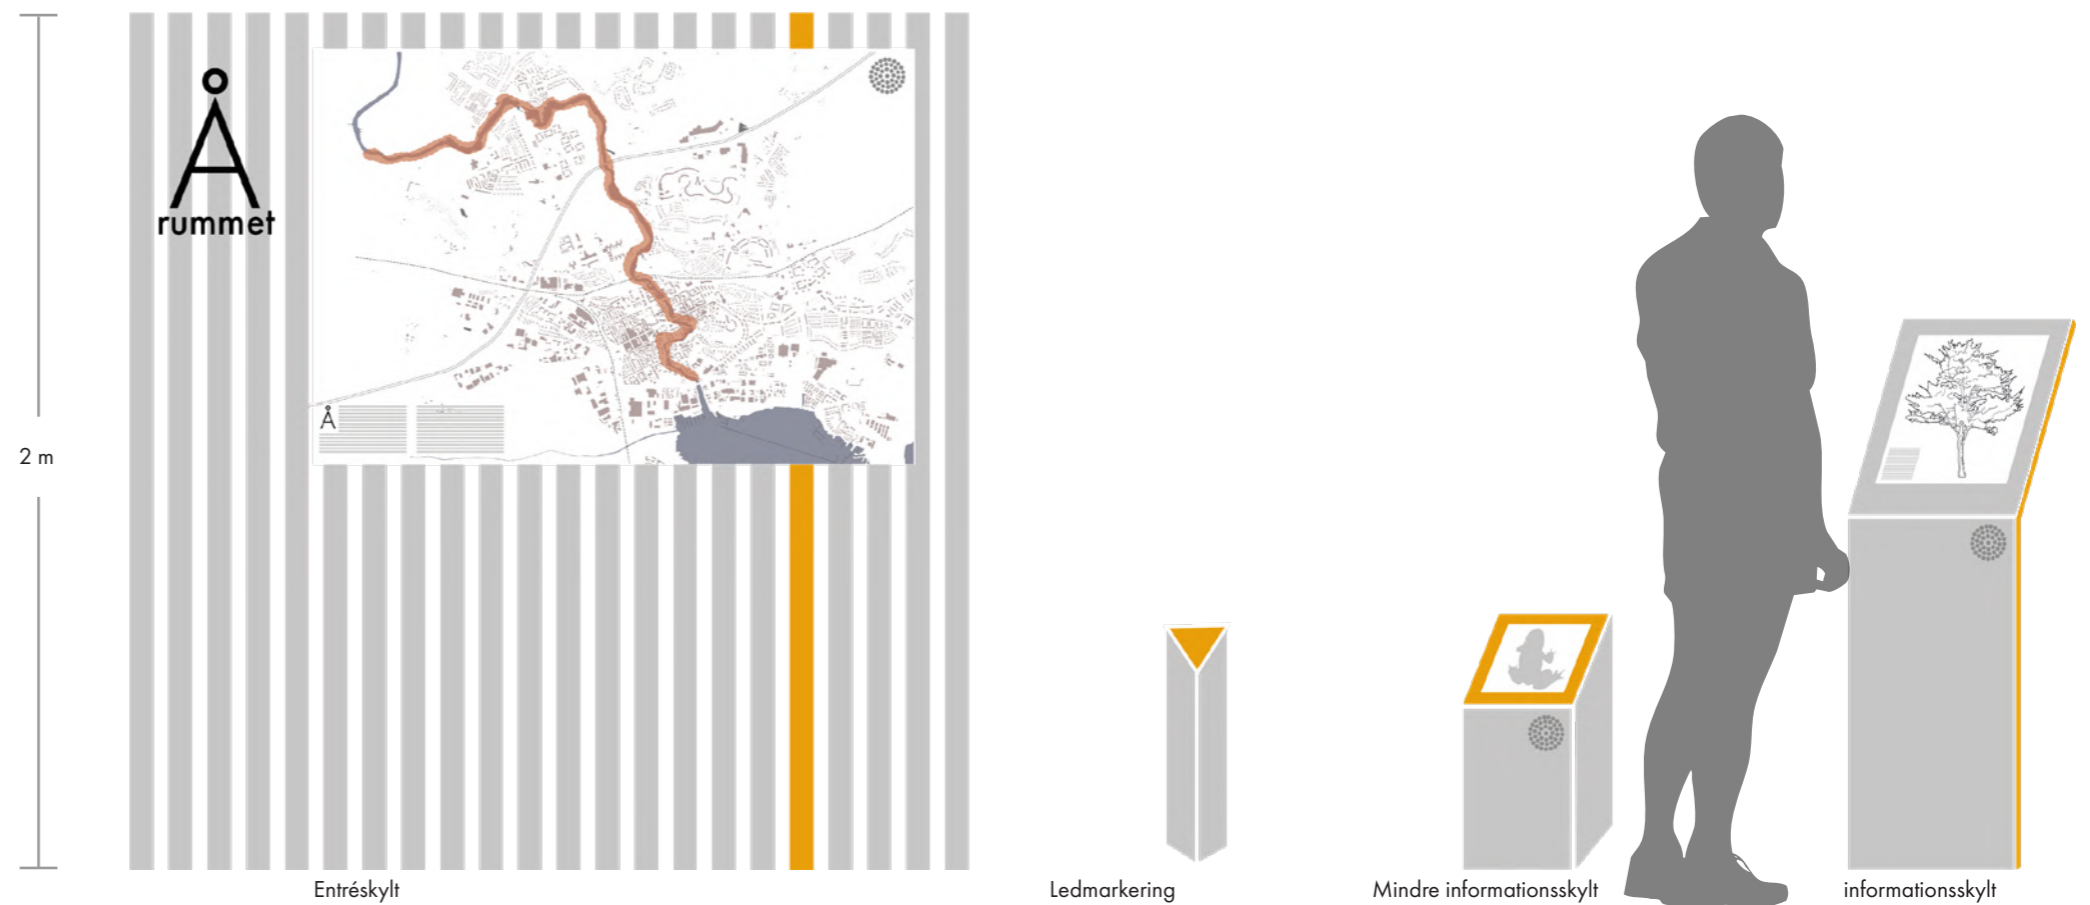 Å
rummet
Å
2 m
Entréskylt
Ledmarkering
Mindre informationsskylt
informationsskylt